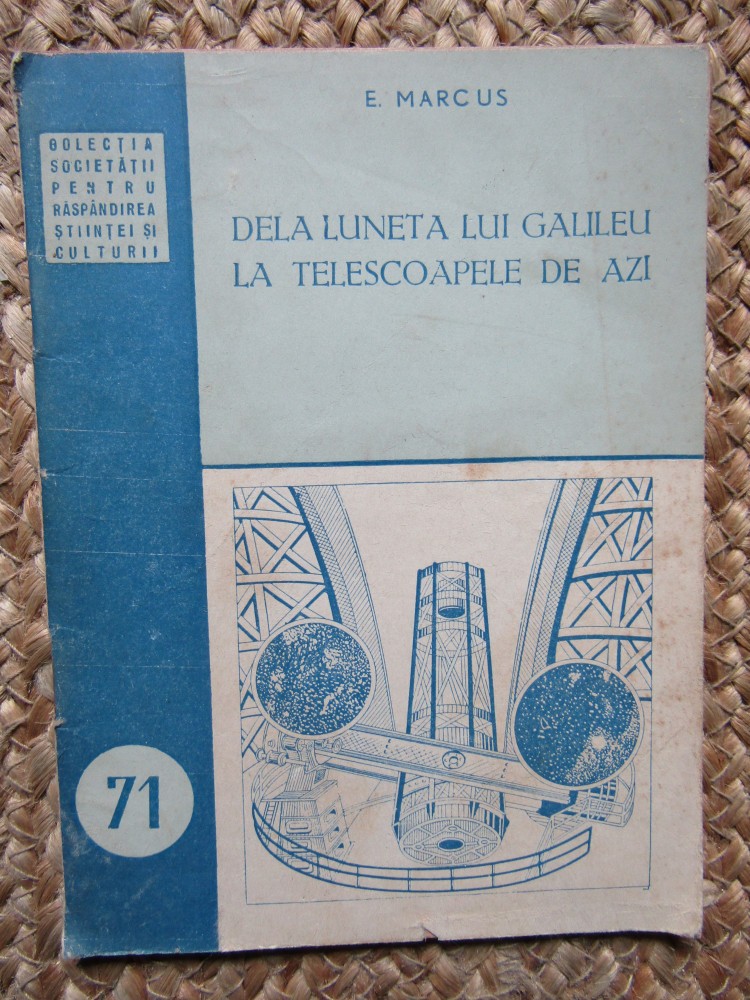 E. MARCUS
COLECȚIA
SOCIETĂȚII
PENTRU
RĂSPÂNDIREA
ȘTIINȚEI ȘI
CULTURII
DELA LUNETA LUI GALILEU
LA TELESCOAPELE DE AZI
71